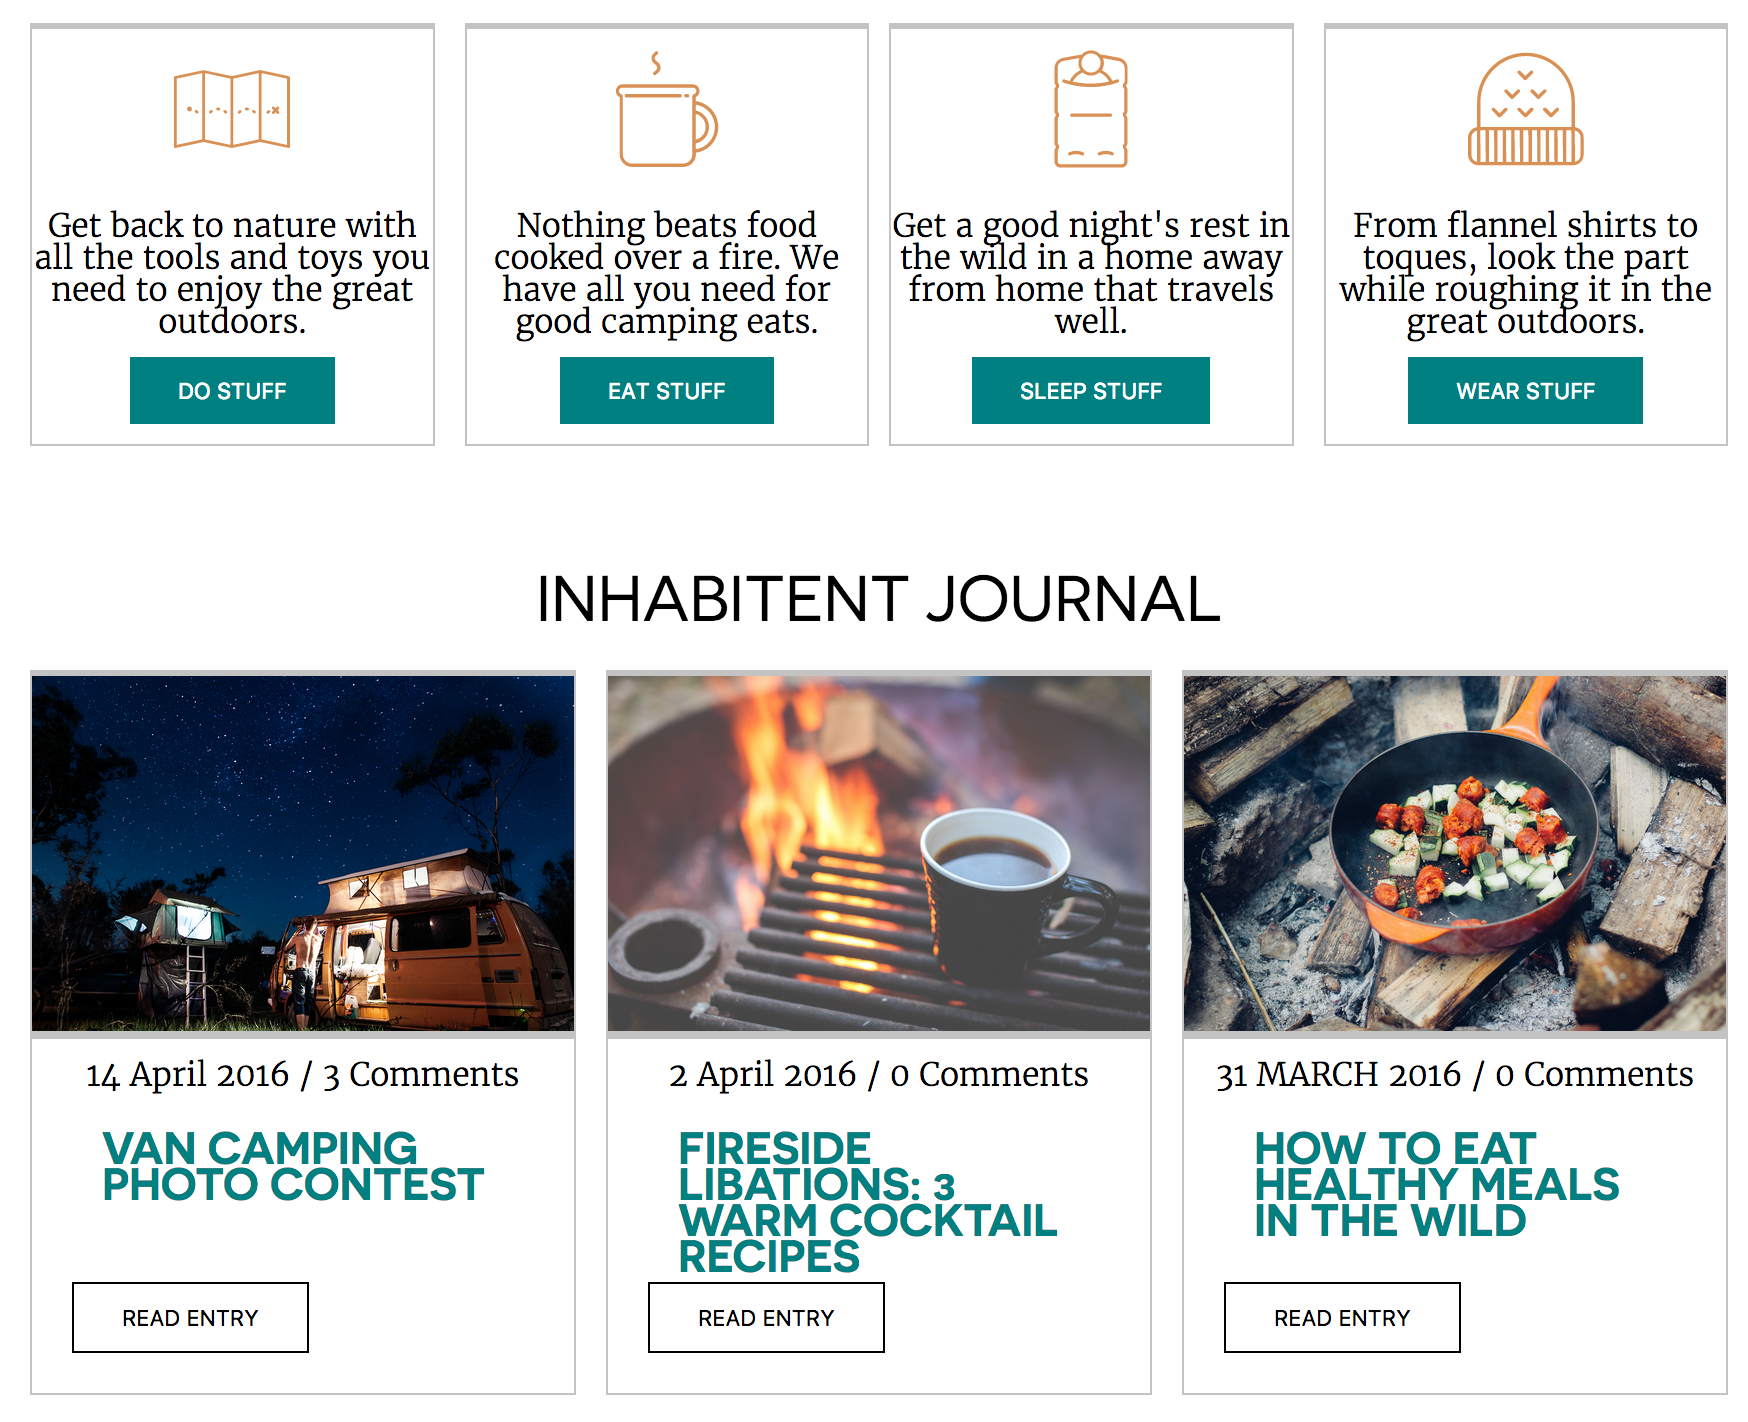 Get back to nature with
all the tools and toys you
need to enjoy the great
outdoors.
DO STUFF
Nothing beats food
cooked over a fire. We
have all you need for
good camping eats.
EAT STUFF
Get a good night's rest in
the wild in a home away
from home that travels
well.
SLEEP STUFF
From flannel shirts to
toques, look the part
while roughing it in the
great outdoors.
WEAR STUFF
INHABITENT JOURNAL
14 April 2016 / 3 Comments
VAN CAMPING
PHOTO CONTEST
READ ENTRY
2 April 2016 / 0 Comments
FIRESIDE
LIBATIONS: 3
WARM COCKTAIL
RECIPES
READ ENTRY
31 MARCH 2016 / 0 Comments
HOW TO EAT
HEALTHY MEALS
IN THE WILD
READ ENTRY